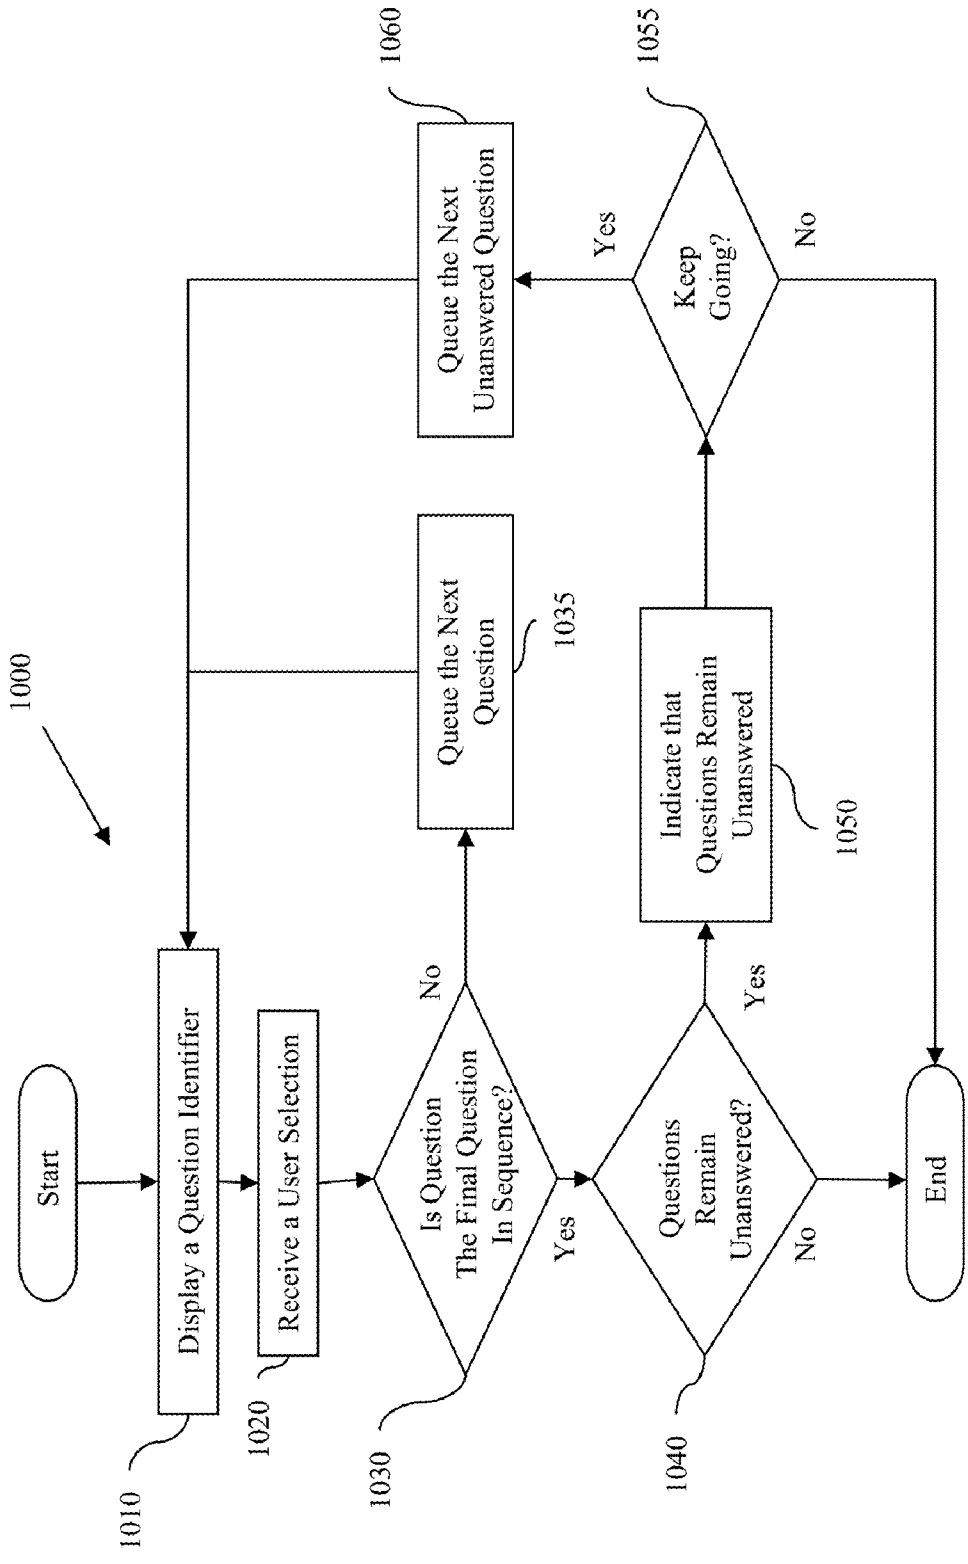 1000
Start
1010
Display a Question Identifier
1020
Receive a User Selection
1030
Is Question
The Final Question
In Sequence?
No
Yes
Queue the Next
Question
1035
Queue the Next
Unanswered Question
1060
1040
Questions
Remain
Unanswered?
Yes
No
Indicate that
Questions Remain
Unanswered
1050
Keep
Going?
1055
Yes
No
End